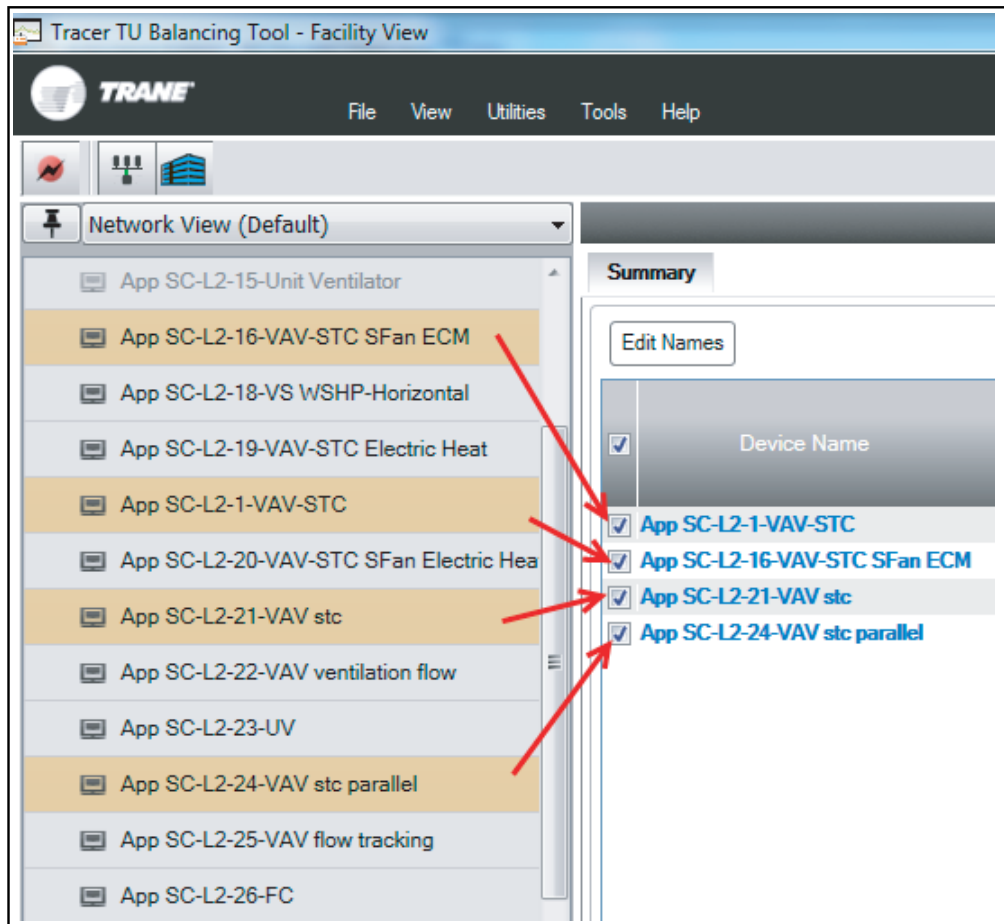 Tracer TU Balancing Tool - Facility View
TRANE
File View Utilities Tools Help
Network View (Default)
App SC-L2-15-Unit Ventilator
App SC-L2-16-VAV-STC SFan ECM
App SC-L2-18-VS WSHP-Horizontal
App SC-L2-19-VAV-STC Electric Heat
App SC-L2-1-VAV-STC
App SC-L2-20-VAV-STC SFan Electric Hea
App SC-L2-21-VAV stc
App SC-L2-22-VAV ventilation flow
App SC-L2-23-UV
App SC-L2-24-VAV stc parallel
App SC-L2-25-VAV flow tracking
App SC-L2-26-FC
Summary
Edit Names
Device Name
App SC-L2-1-VAV-STC
App SC-L2-16-VAV-STC SFan ECM
App SC-L2-21-VAV stc
App SC-L2-24-VAV stc parallel